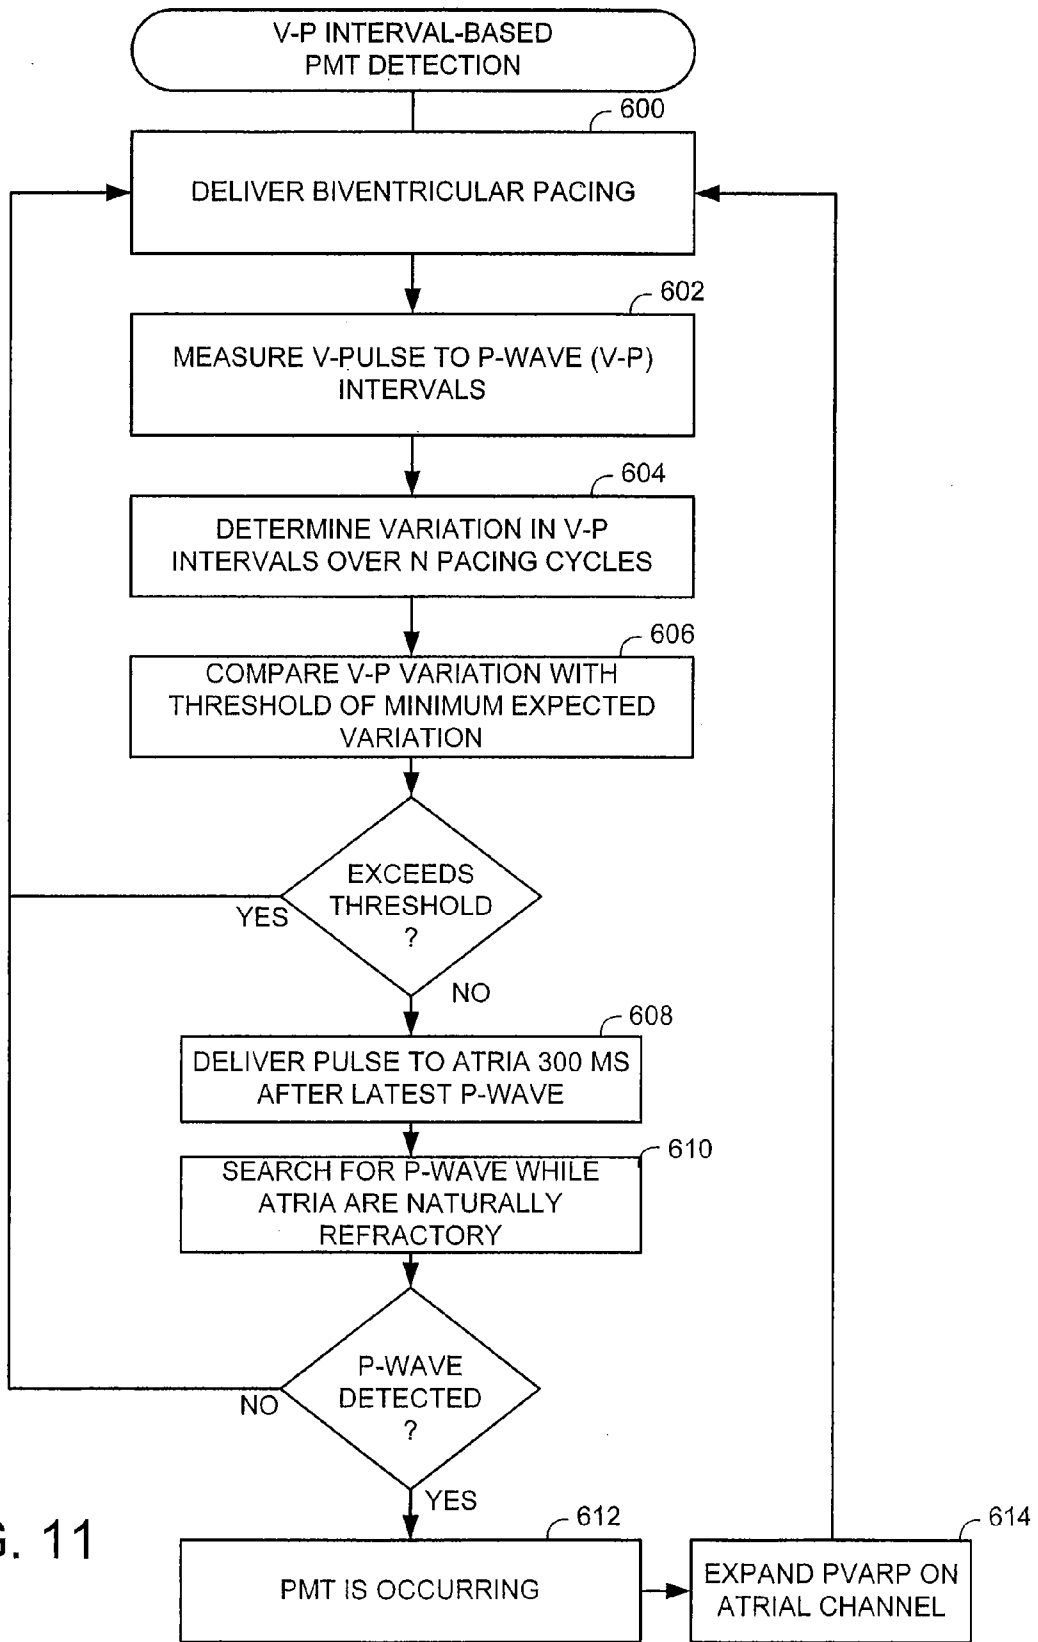 V-P INTERVAL-BASED
PMT DETECTION
600
DELIVER BIVENTRICULAR PACING
602
MEASURE V-PULSE TO P-WAVE (V-P)
INTERVALS
604
DETERMINE VARIATION IN V-P
INTERVALS OVER N PACING CYCLES
606
COMPARE V-P VARIATION WITH
THRESHOLD OF MINIMUM EXPECTED
VARIATION
EXCEEDS
THRESHOLD
?
YES
NO
608
DELIVER PULSE TO ATRIA 300 MS
AFTER LATEST P-WAVE
610
SEARCH FOR P-WAVE WHILE
ATRIA ARE NATURALLY
REFRACTORY
P-WAVE
DETECTED
?
NO
YES
612
PMT IS OCCURRING
614
EXPAND PVARP ON
ATRIAL CHANNEL
G. 11